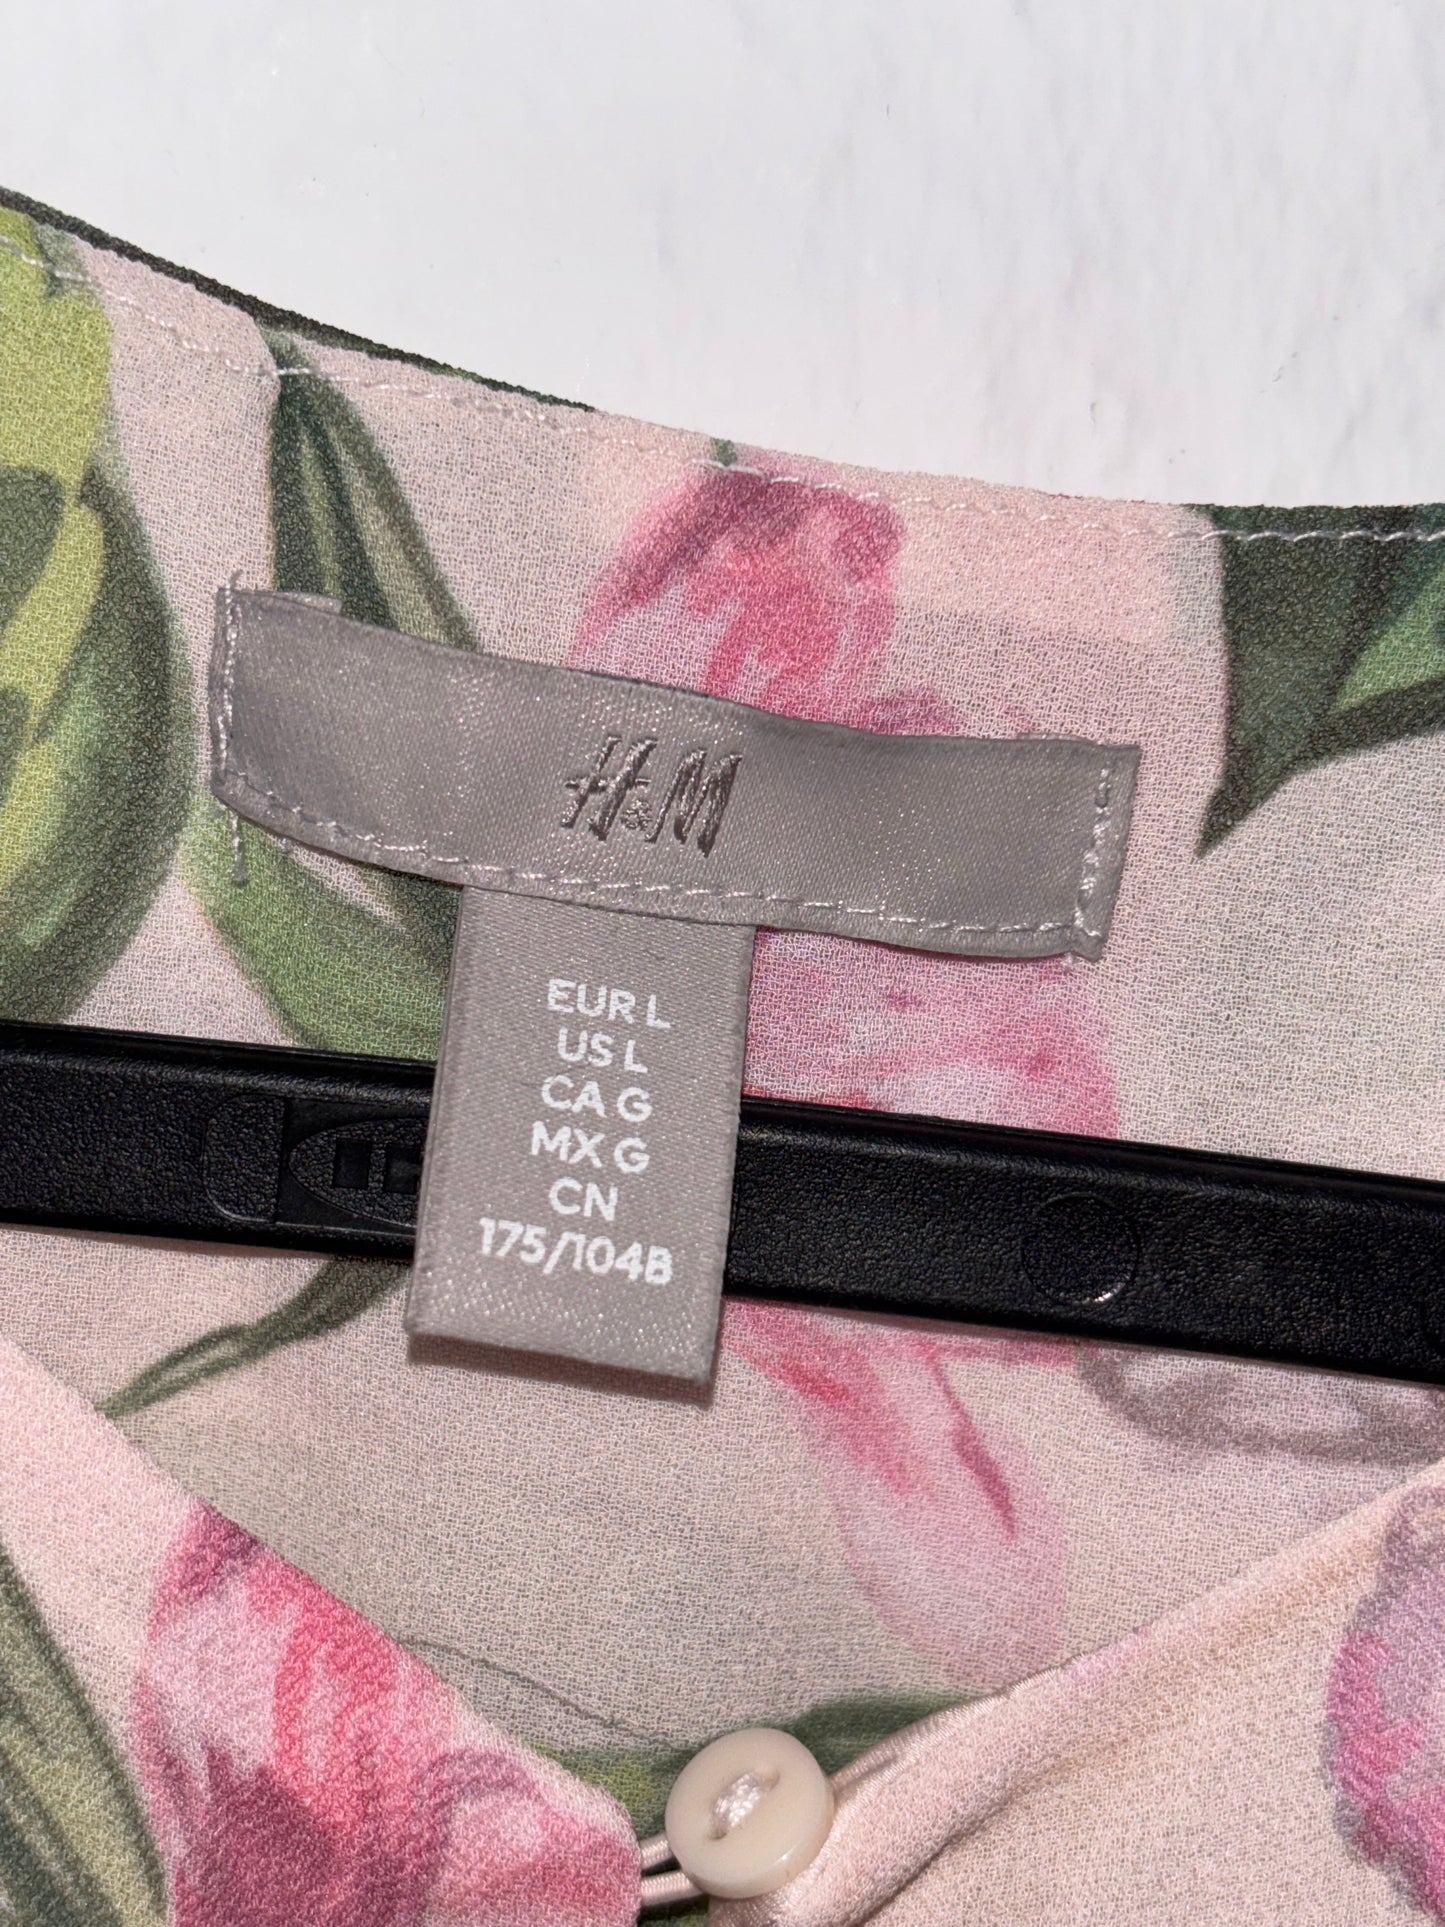 H&M
EUR L
US L
CA G
MX G
CN
175/104B